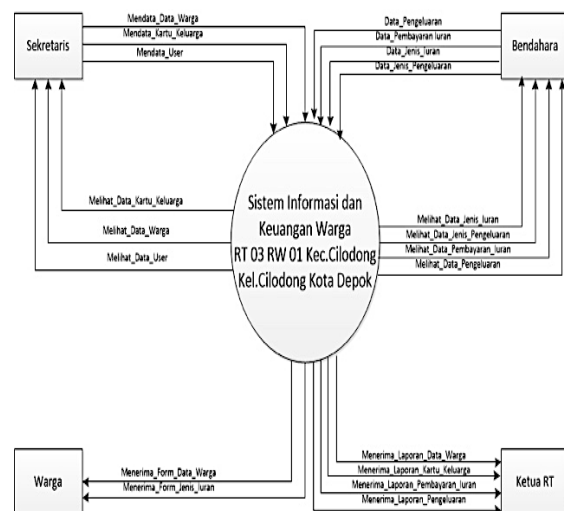 Mendata_Data_Warga
Mendata_Kartu_Keluarga
Mendata_User
Sekretaris
Data_Pengeluaran
Data_Pembayaran Iuran
Data_Jenis_Iuran
Data_Jenis_Pengeluaran
Bendahara
Sistem Informasi dan
Keuangan Warga
RT 03 RW 01 Kec.Cilodong
Kel.Cilodong Kota Depok
Melihat_Data_Kartu_Keluarga
Melihat_Data_Warga
Melihat_Data_User
Melihat_Data_Jenis_Iuran
Melihat_Data_Jenis_Pengeluaran
Melihat_Data_Pembayaran_Iuran
Melihat_Data_Pengeluaran
Warga
Menerima_Form_Data_Warga
Menerima_Form_Jenis_Iuran
Menerima_Laporan_Data_Warga
Menerima_Laporan_Kartu_Keluarga
Menerima_Laporan_Pembayaran_Iuran
Menerima_Laporan_Pengeluaran
Ketua RT